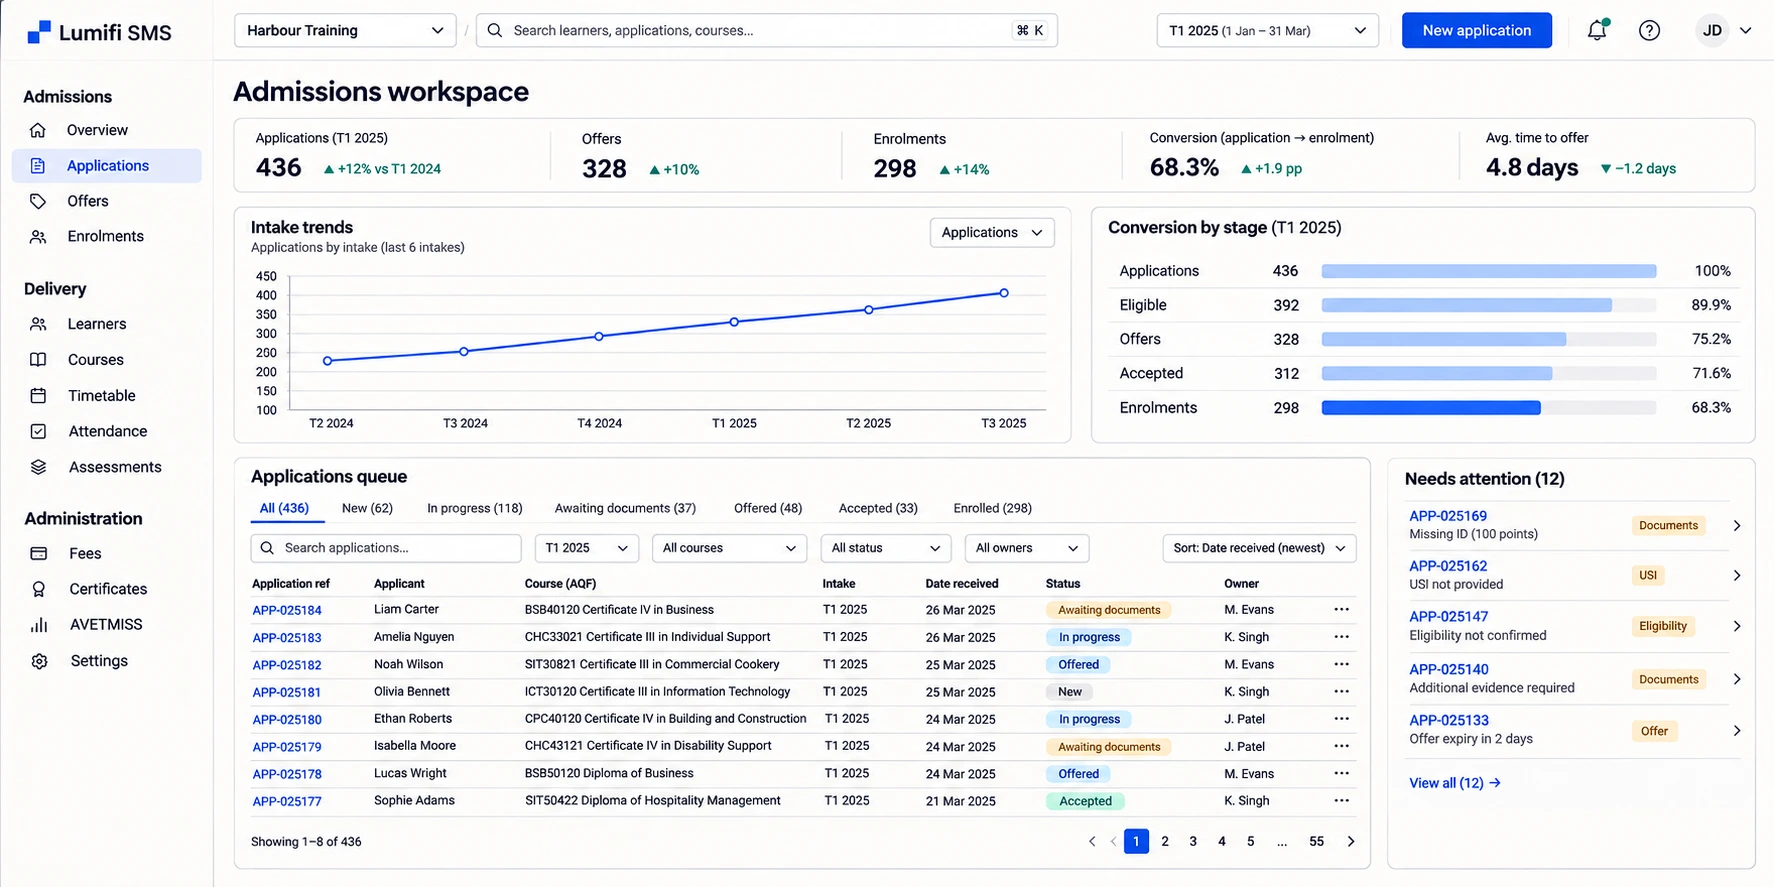 Lumifi SMS
Harbour Training
/
Search learners, applications, courses...
⌘ K
T1 2025 (1 Jan – 31 Mar)
New application
JD
Admissions
Overview
Applications
Offers
Enrolments
Delivery
Learners
Courses
Timetable
Attendance
Assessments
Administration
Fees
Certificates
AVETMISS
Settings
Admissions workspace
Applications (T1 2025)
436 ▲ +12% vs T1 2024
Offers
328 ▲ +10%
Enrolments
298 ▲ +14%
Conversion (application → enrolment)
68.3% ▲ +1.9 pp
Avg. time to offer
4.8 days ▼ −1.2 days
Intake trends
Applications by intake (last 6 intakes)
Applications
450
400
350
300
260
200
150
100
T2 2024 T3 2024 T4 2024 T1 2025 T2 2025 T3 2025
Conversion by stage (T1 2025)
Applications 436 100%
Eligible 392 89.9%
Offers 328 75.2%
Accepted 312 71.6%
Enrolments 298 68.3%
Applications queue
All (436) New (62) In progress (118) Awaiting documents (37) Offered (48) Accepted (33) Enrolled (298)
Search applications... T1 2025 All courses All status All owners Sort: Date received (newest)
Application ref Applicant Course (AQF) Intake Date received Status Owner
APP-025184 Liam Carter BSB40120 Certificate IV in Business T1 2025 26 Mar 2025 Awaiting documents M. Evans ...
APP-025183 Amelia Nguyen CHC33021 Certificate III in Individual Support T1 2025 26 Mar 2025 In progress K. Singh ...
APP-025182 Noah Wilson SIT30821 Certificate III in Commercial Cookery T1 2025 25 Mar 2025 Offered M. Evans ...
APP-025181 Olivia Bennett ICT30120 Certificate III in Information Technology T1 2025 25 Mar 2025 New K. Singh ...
APP-025180 Ethan Roberts CPC40120 Certificate IV in Building and Construction T1 2025 24 Mar 2025 In progress J. Patel ...
APP-025179 Isabella Moore CHC43121 Certificate IV in Disability Support T1 2025 24 Mar 2025 Awaiting documents J. Patel ...
APP-025178 Lucas Wright BSB50120 Diploma of Business T1 2025 24 Mar 2025 Offered M. Evans ...
APP-025177 Sophie Adams SIT50422 Diploma of Hospitality Management T1 2025 21 Mar 2025 Accepted K. Singh ...
Showing 1–8 of 436
1 2 3 4 5 ... 55
Needs attention (12)
APP-025169
Missing ID (100 points)
Documents
APP-025162
USI not provided
USI
APP-025147
Eligibility not confirmed
Eligibility
APP-025140
Additional evidence required
Documents
APP-025133
Offer expiry in 2 days
Offer
View all (12) →